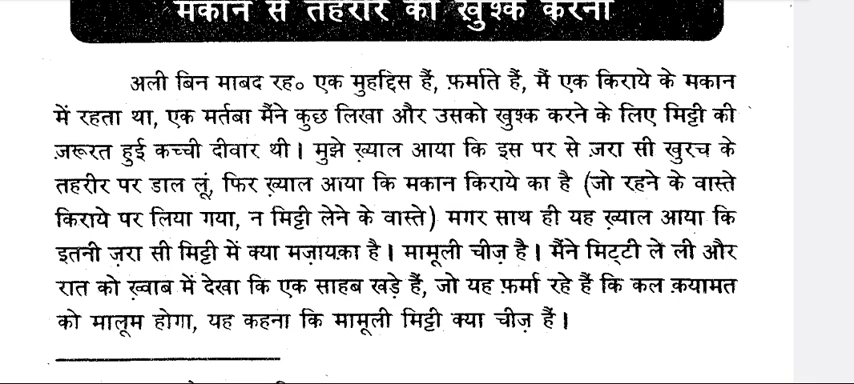 मकान से तहरीर को ख़ुश्क करना
अली बिन माबद रह० एक मुहद्दिस हैं, फ़र्माते हैं, मैं एक किराये के मकान
में रहता था, एक मर्तबा मैंने कुछ लिखा और उसको ख़ुश्क करने के लिए मिट्टी की
ज़रूरत हुई कच्ची दीवार थी। मुझे ख़्याल आया कि इस पर से ज़रा सी खुरच के
तहरीर पर डाल लूं, फिर ख़्याल आया कि मकान किराये का है (जो रहने के वास्ते
किराये पर लिया गया, न मिट्टी लेने के वास्ते) मगर साथ ही यह ख़्याल आया कि
इतनी ज़रा सी मिट्टी में क्या मज़ायक़ा है। मामूली चीज़ है। मैंने मिट्टी ले ली और
रात को ख़्वाब में देखा कि एक साहब खड़े हैं, जो यह फ़र्मा रहे हैं कि कल क़यामत
को मालूम होगा, यह कहना कि मामूली मिट्टी क्या चीज़ हैं।